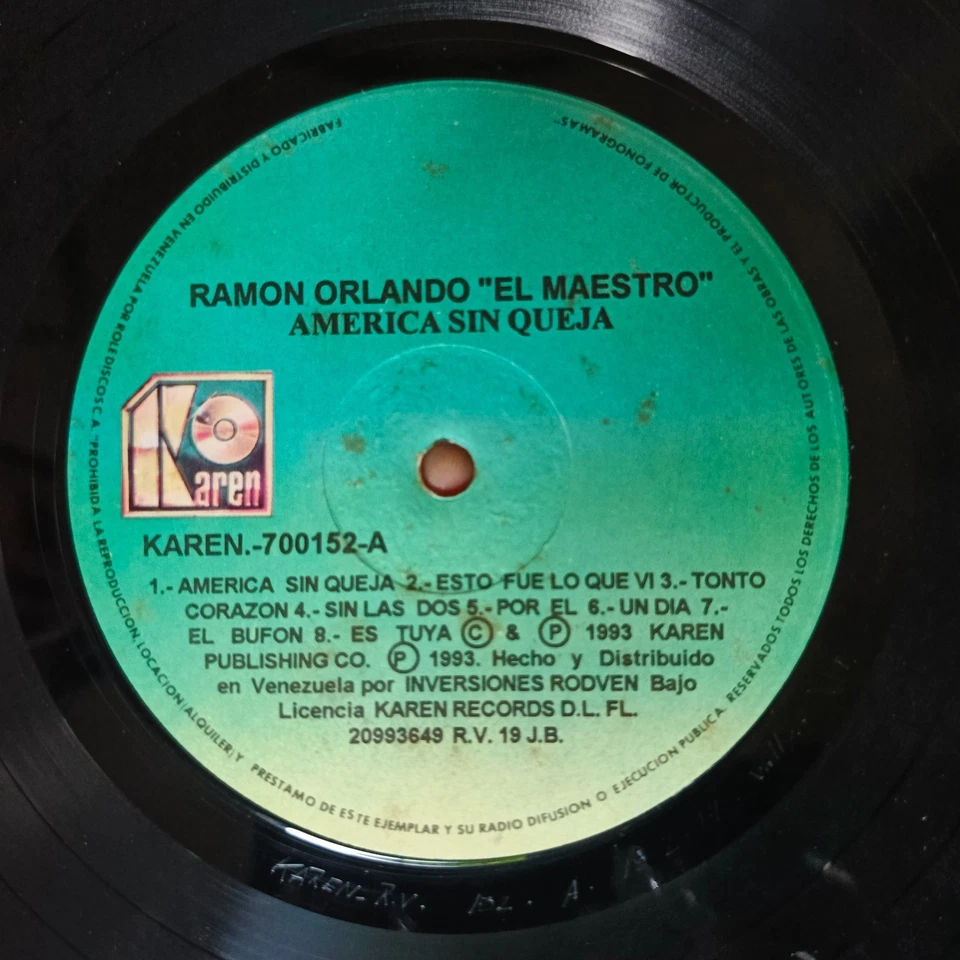 RAMON ORLANDO "EL MAESTRO"
AMERICA SIN QUEJA
Karen
KAREN.-700152-A
1.- AMERICA SIN QUEJA 2.- ESTO FUE LO QUE VI 3.- TONTO
CORAZON 4.- SIN LAS DOS 5.- POR EL 6.- UN DIA 7.-
EL BUFON 8.- ES TUYA Ⓒ & Ⓟ 1993 KAREN
PUBLISHING CO. Ⓟ 1993. Hecho y Distribuido
en Venezuela por INVERSIONES RODVEN Bajo
Licencia KAREN RECORDS D.L. FL.
20993649 R.V. 19 J.B.
FABRICADO Y DISTRIBUIDO EN VENEZUELA POR ROLEDISCOS C.A. "PROHIBIDA LA REPRODUCCION, LOCACION (ALQUILER) Y PRESTAMO DE ESTE EJEMPLAR Y SU RADIO DIFUSION O EJECUCION PUBLICA. RESERVADOS TODOS LOS DERECHOS DE LOS AUTORES DE LAS OBRAS Y EL PRODUCTOR DE FONOGRAMAS"
KAREN-R.V. A.